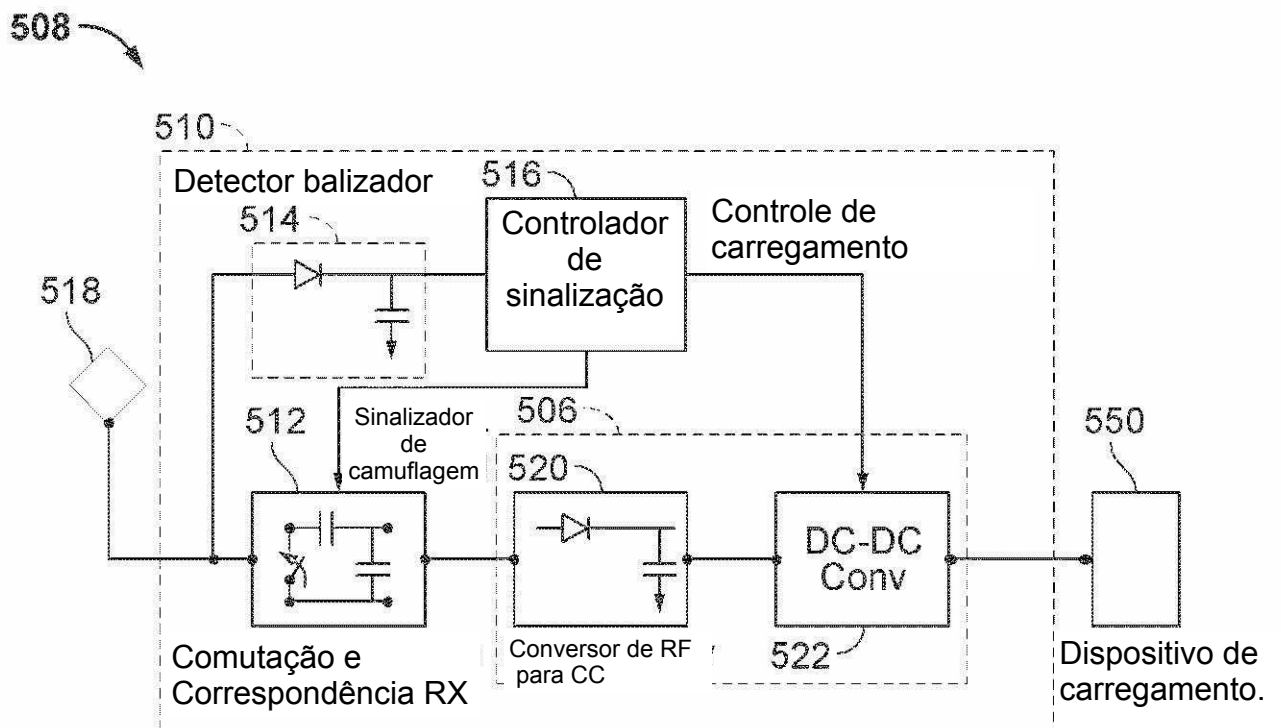 508
510
Detector balizador
516
514
Controlador
de
sinalização
Controle de
carregamento
518
512
Sinalizador
de
camuflagem
506
520
550
DC-DC
Conv
Comutação e
Correspondência RX
Conversor de RF
para CC
522
Dispositivo de
carregamento.